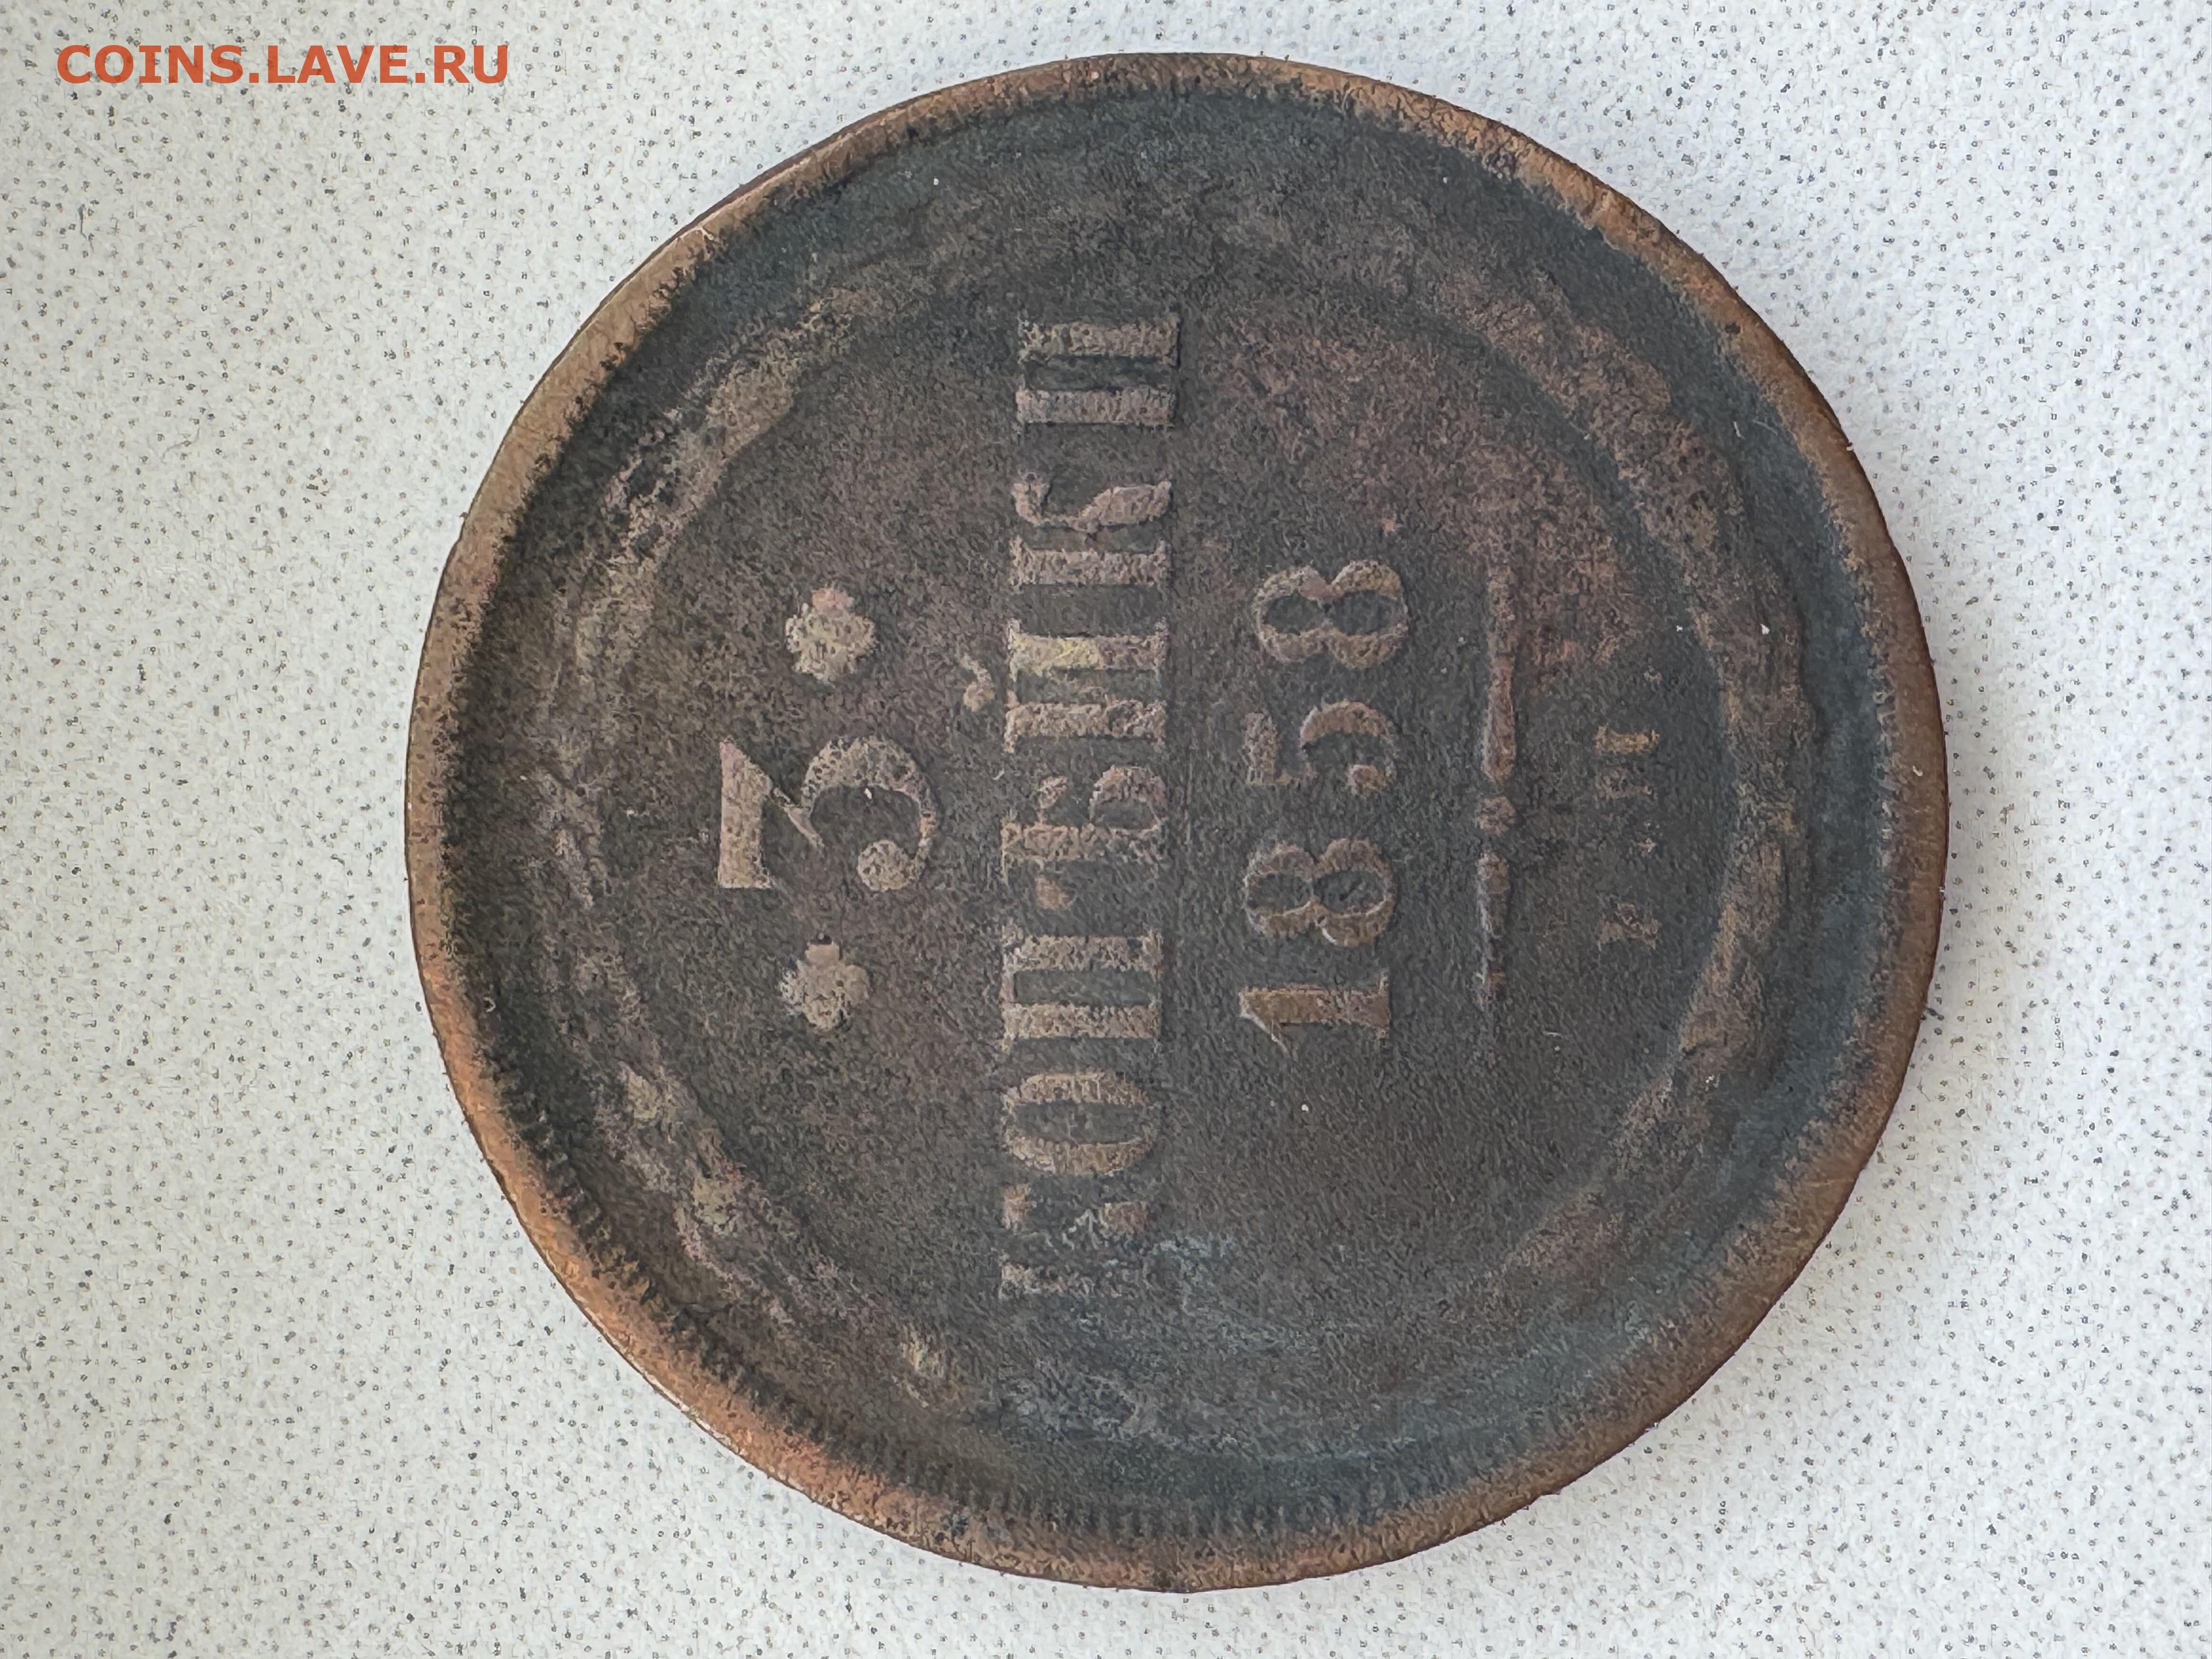 COINS.LAVE.RU
3
КОПѢЙКИ
1858
Е.М.